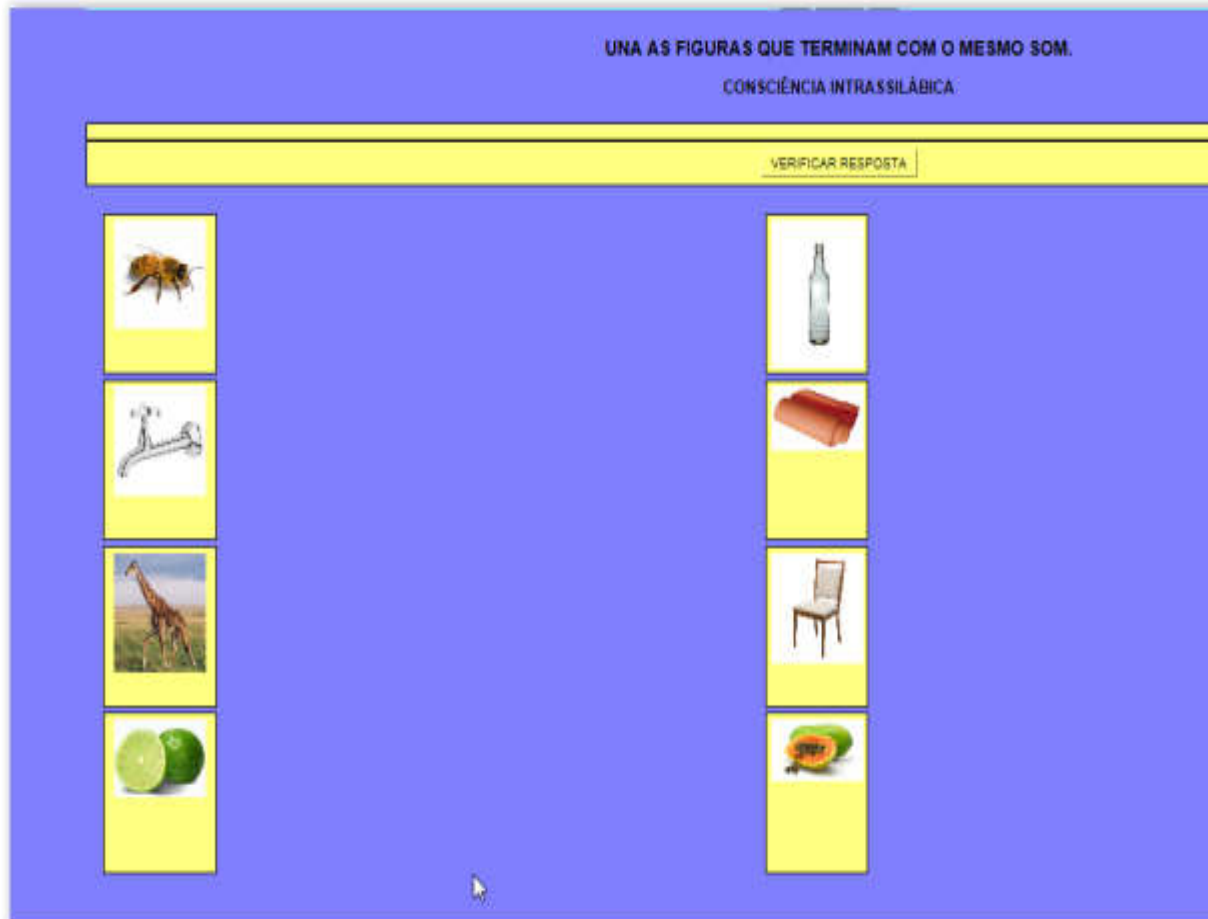 UNA AS FIGURAS QUE TERMINAM COM O MESMO SOM.
CONSCIÊNCIA INTRASSILÁBICA
VERIFICAR RESPOSTA